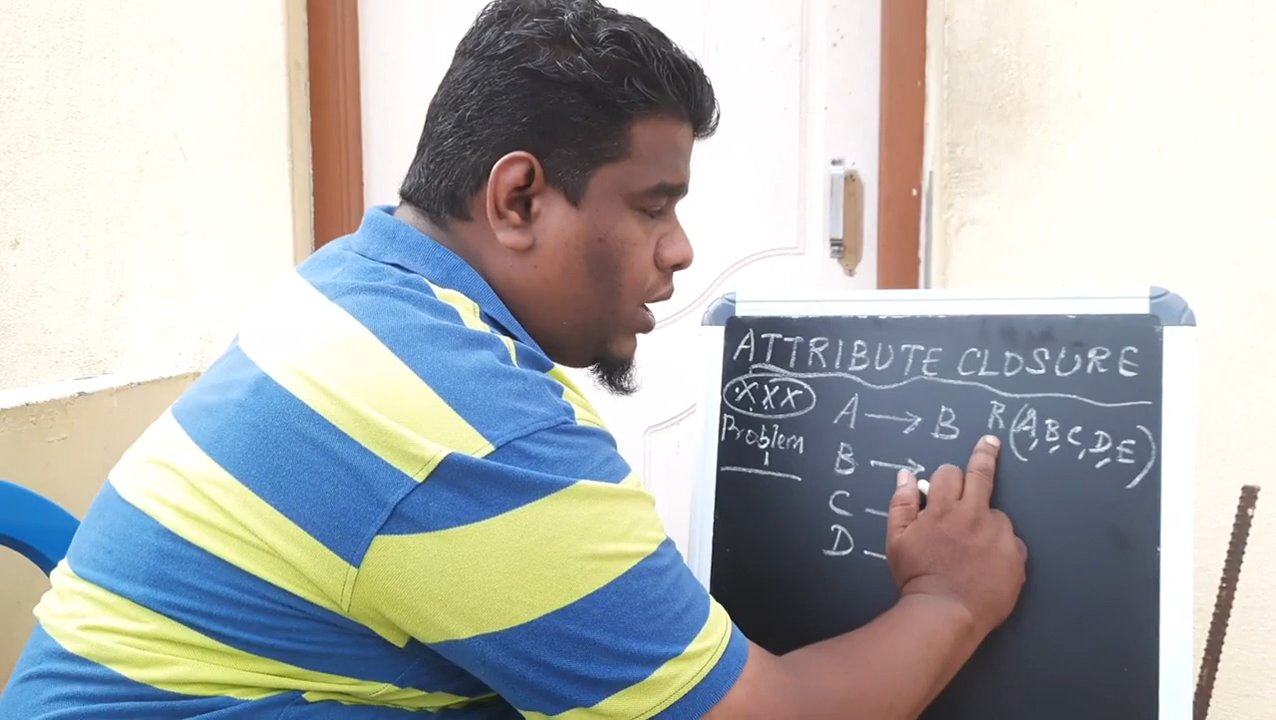 ATTRIBUTE CLOSURE
XXX
Problem
1
A → B R (A, B, C, D, E)
B →
C
D